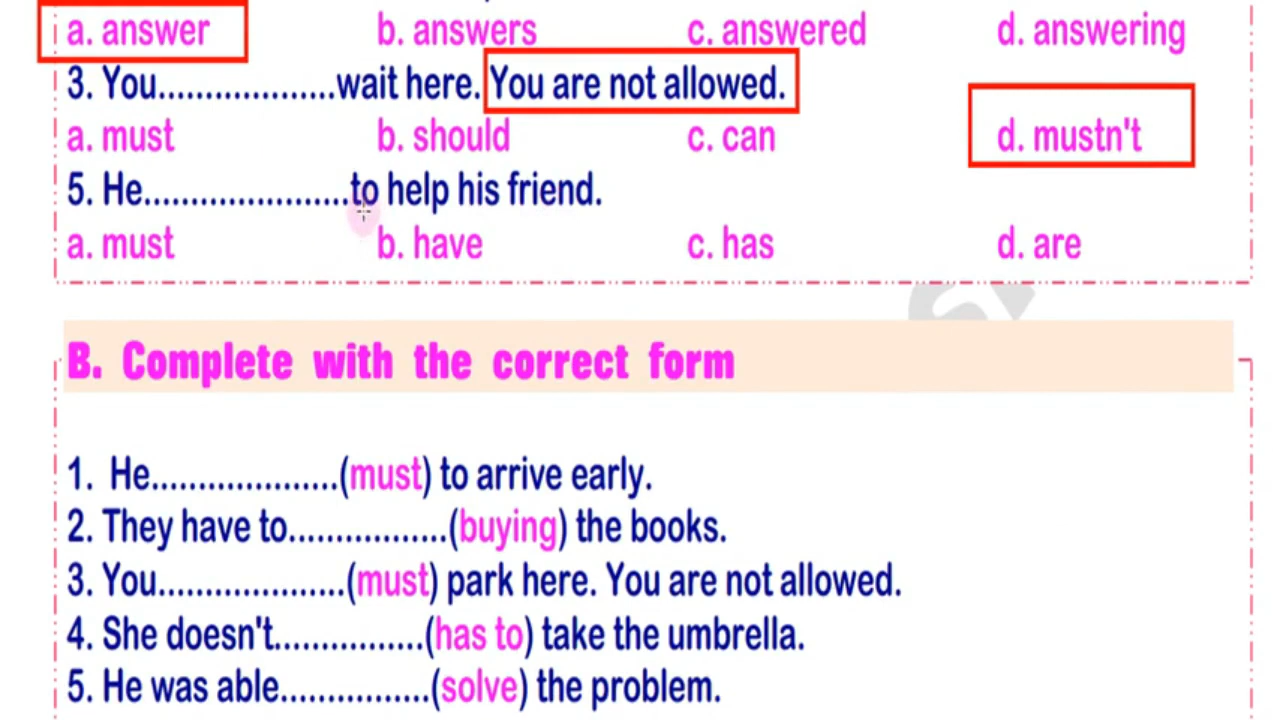 a. answer b. answers c. answered d. answering
3. You...................wait here. You are not allowed.
a. must b. should c. can d. mustn't
5. He......................to help his friend.
a. must b. have c. has d. are
B. Complete with the correct form
1. He....................(must) to arrive early.
2. They have to.................(buying) the books.
3. You....................(must) park here. You are not allowed.
4. She doesn't................(has to) take the umbrella.
5. He was able................(solve) the problem.